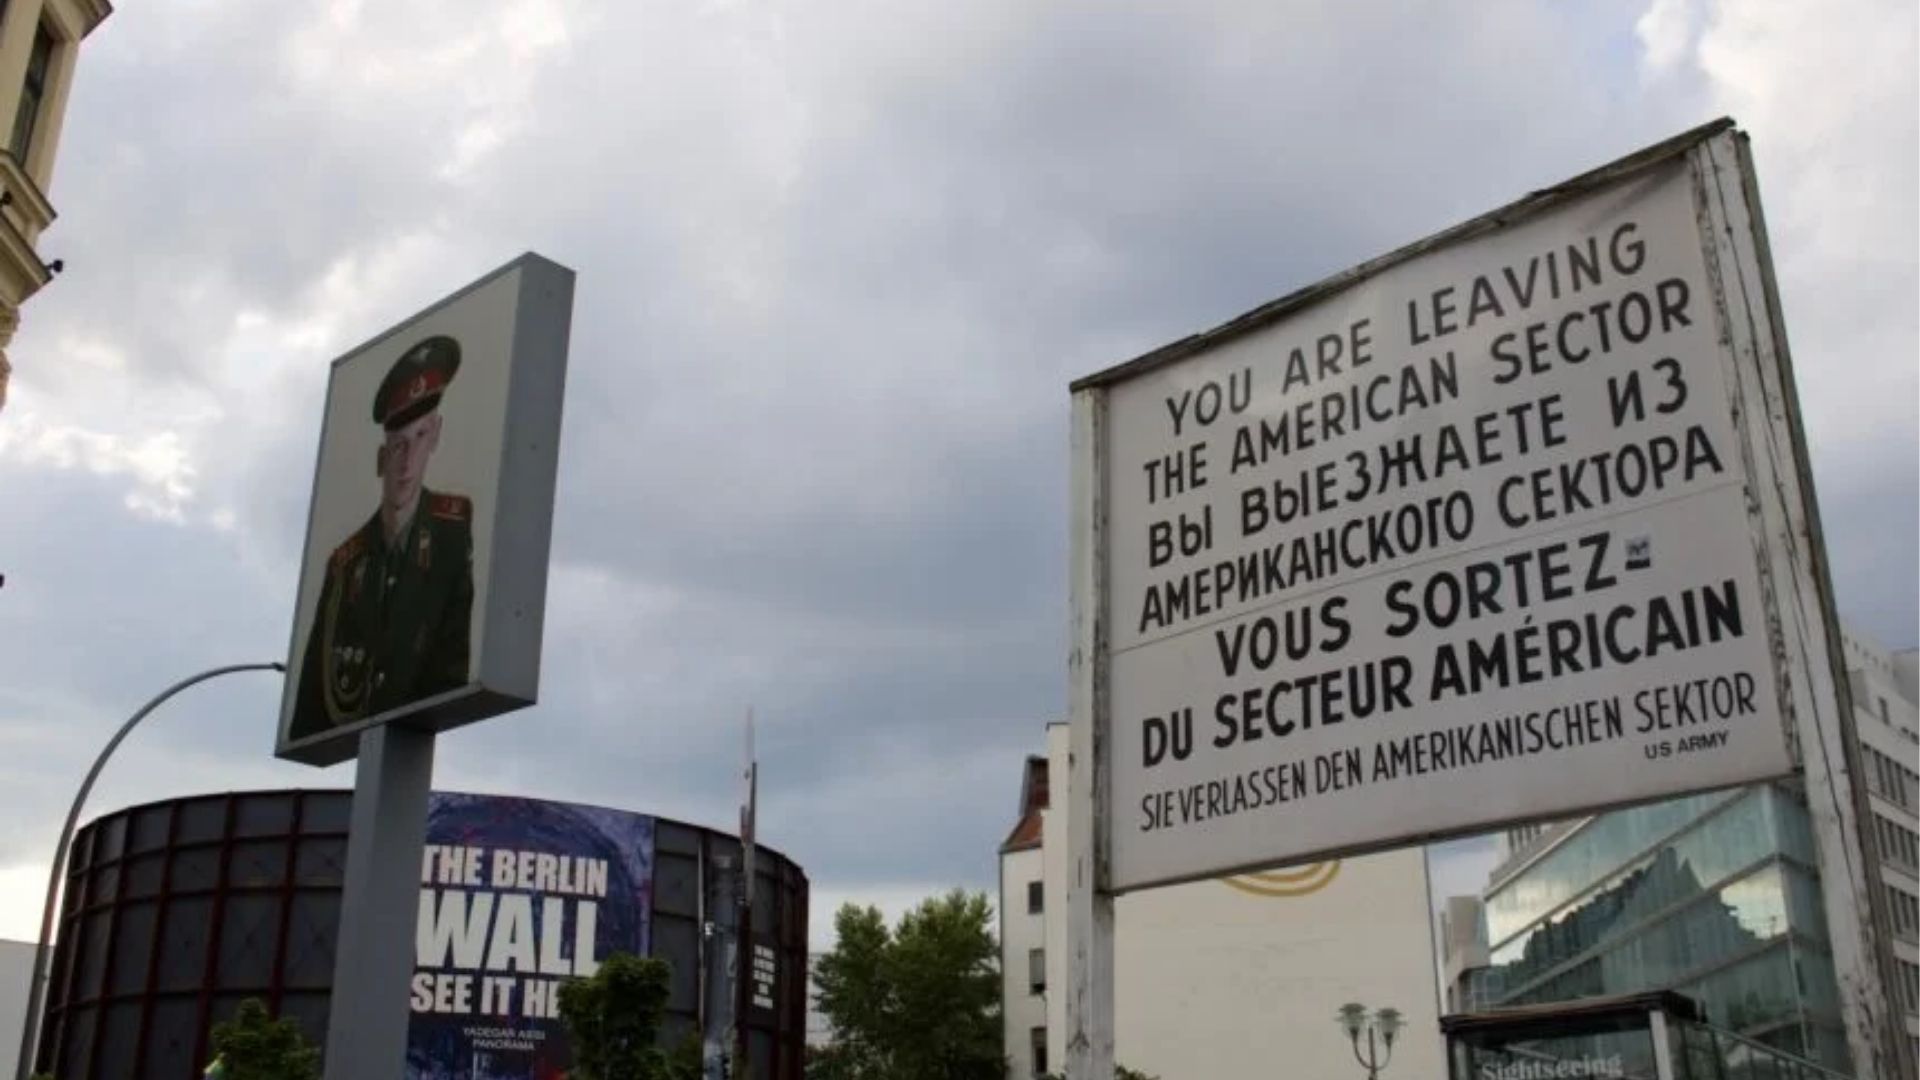 YOU ARE LEAVING
THE AMERICAN SECTOR
ВЫ ВЫЕЗЖАЕТЕ ИЗ
АМЕРИКАНСКОГО СЕКТОРА
VOUS SORTEZ
DU SECTEUR AMÉRICAIN
SIE VERLASSEN DEN AMERIKANISCHEN SEKTOR
US ARMY
THE BERLIN
WALL
SEE IT HE
YADEGAR ASISI
PANORAMA
Sightseeing